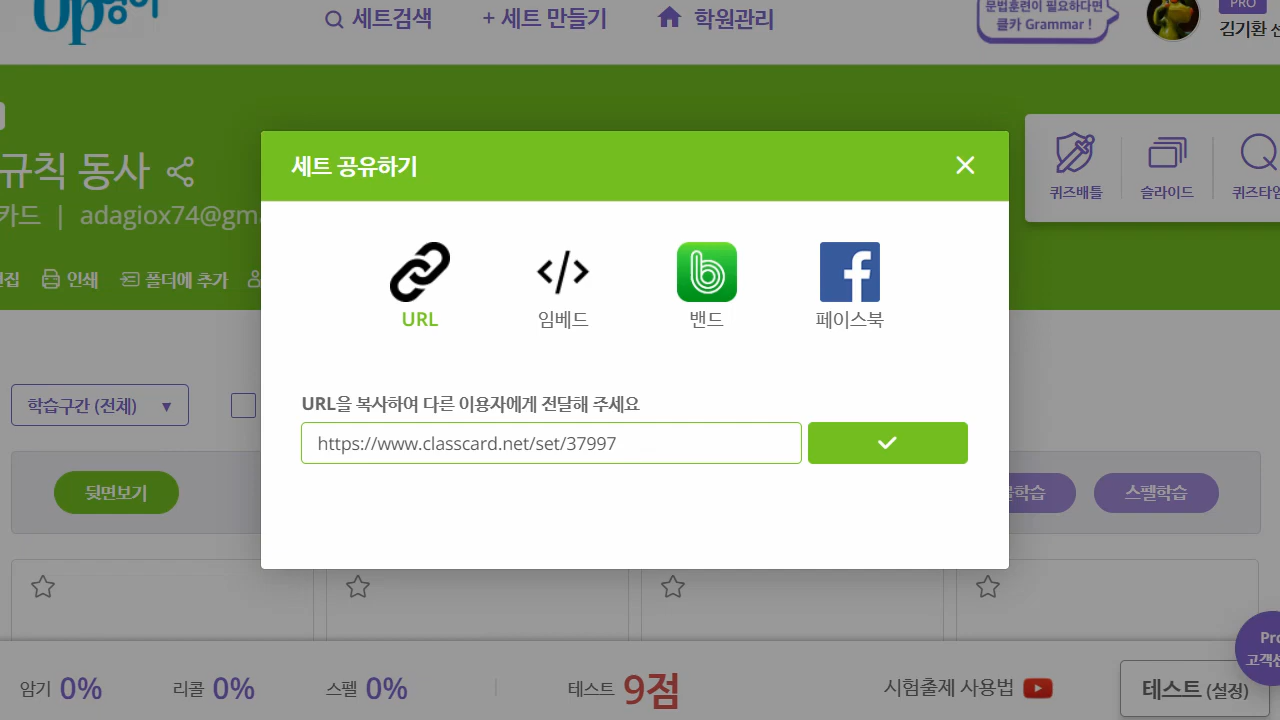 세트검색
+ 세트 만들기
학원관리
문법훈련이 필요하다면
클카 Grammar !
PRO
김기환
규칙 동사
카드 | adagiox74@gm
인쇄
폴더에 추가
퀴즈배틀
슬라이드
세트 공유하기
URL
임베드
밴드
페이스북
URL을 복사하여 다른 이용자에게 전달해 주세요
https://www.classcard.net/set/37997
학습구간 (전체) ▼
뒷면보기
스펠학습
암기 0%
리콜 0%
스펠 0%
테스트 9점
시험출제 사용법
테스트 (설정)